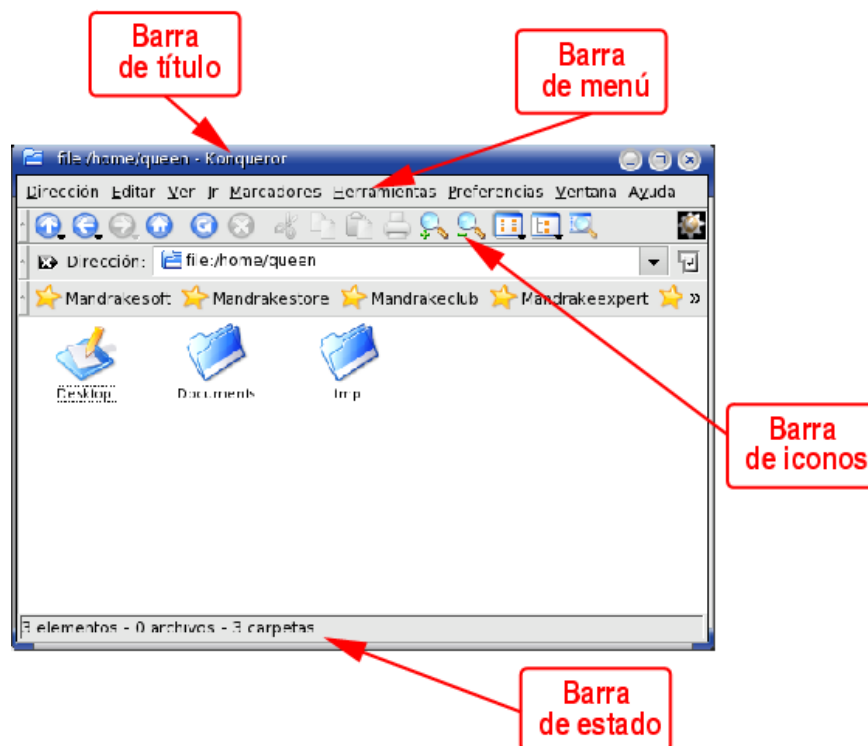 Barra
de título
Barra
de menú
file:/home/queen - Konqueror
Dirección Editar Ver Ir Marcadores Herramientas Preferencias Ventana Ayuda
Dirección: file:/home/queen
Mandrakesoft Mandrakestore Mandrakeclub Mandrakeexpert »
Desktop Documents tmp
Barra
de iconos
3 elementos - 0 archivos - 3 carpetas
Barra
de estado